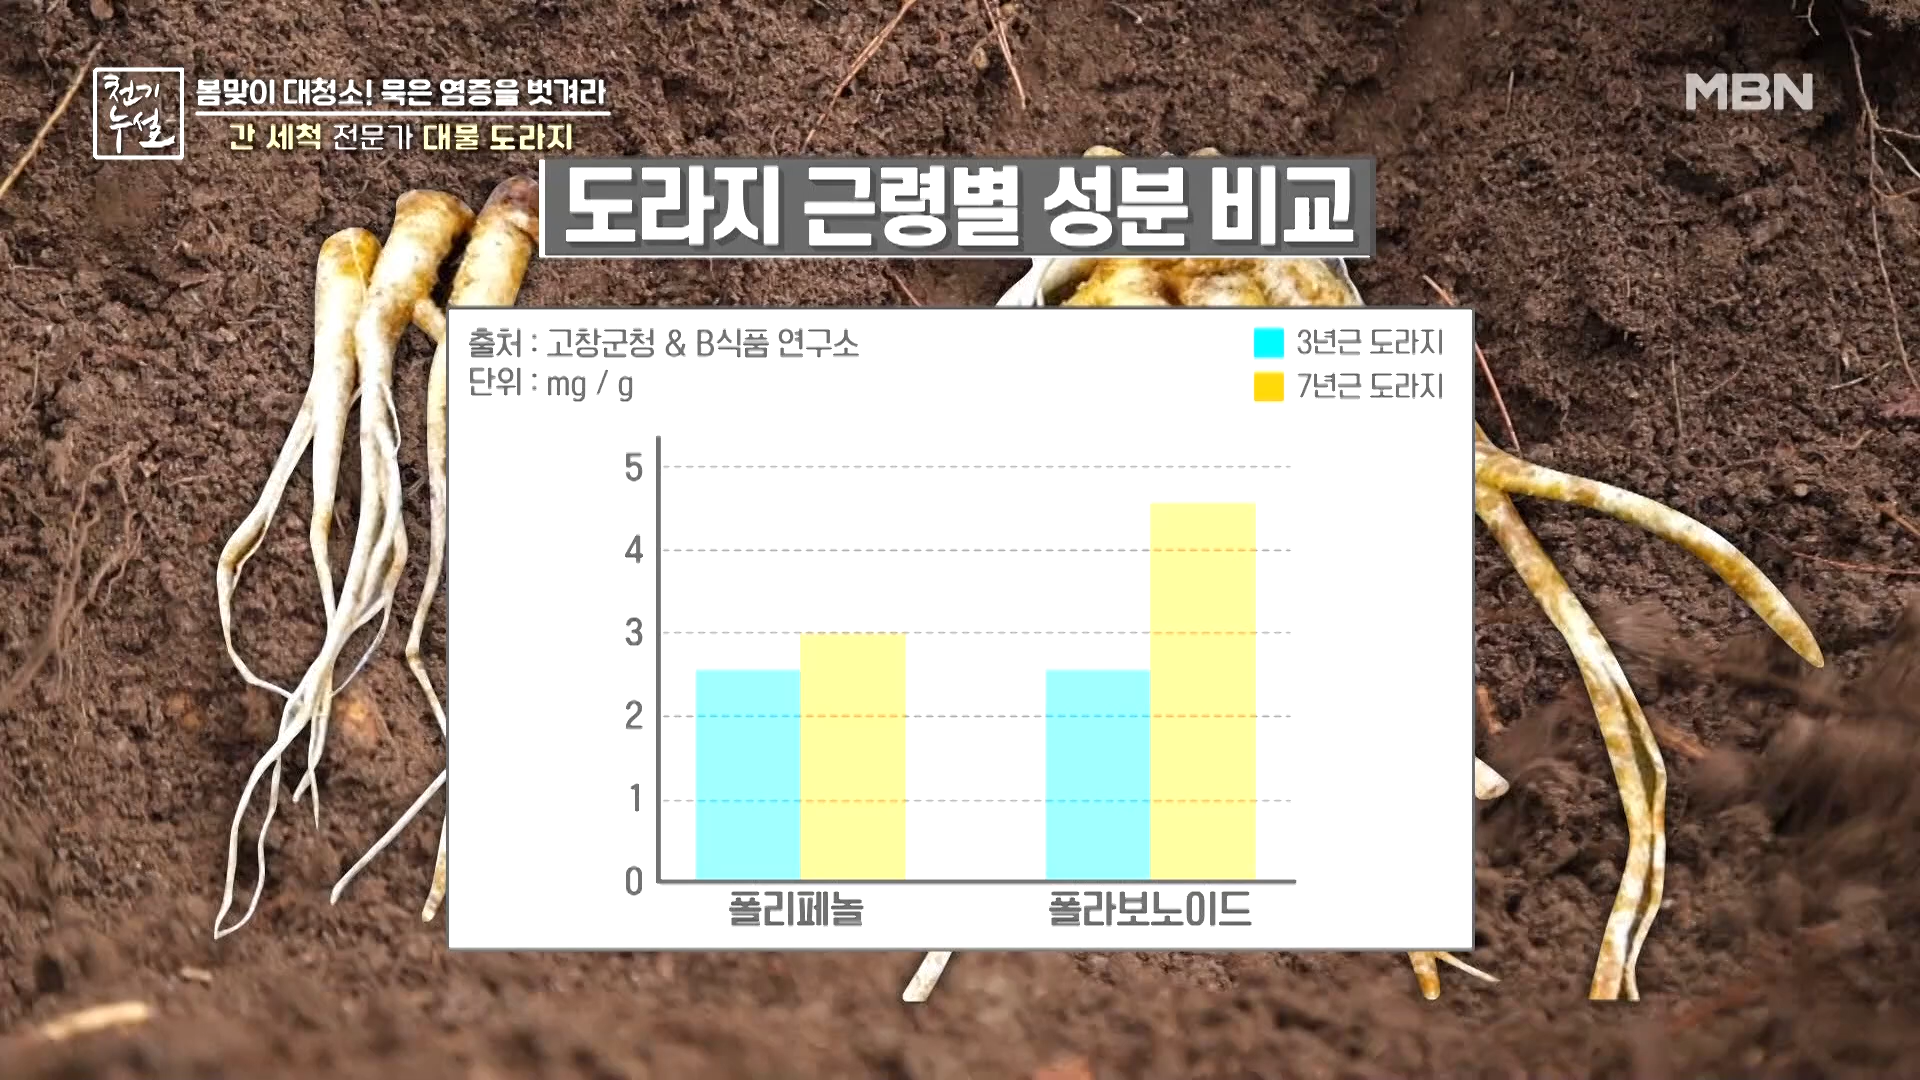 천기누설
봄맞이 대청소! 묵은 염증을 벗겨라
간 세척 전문가 대물 도라지
MBN
도라지 근령별 성분 비교
출처 : 고창군청 & B식품 연구소
단위 : mg / g
3년근 도라지
7년근 도라지
5
4
3
2
1
0
폴리페놀
폴라보노이드